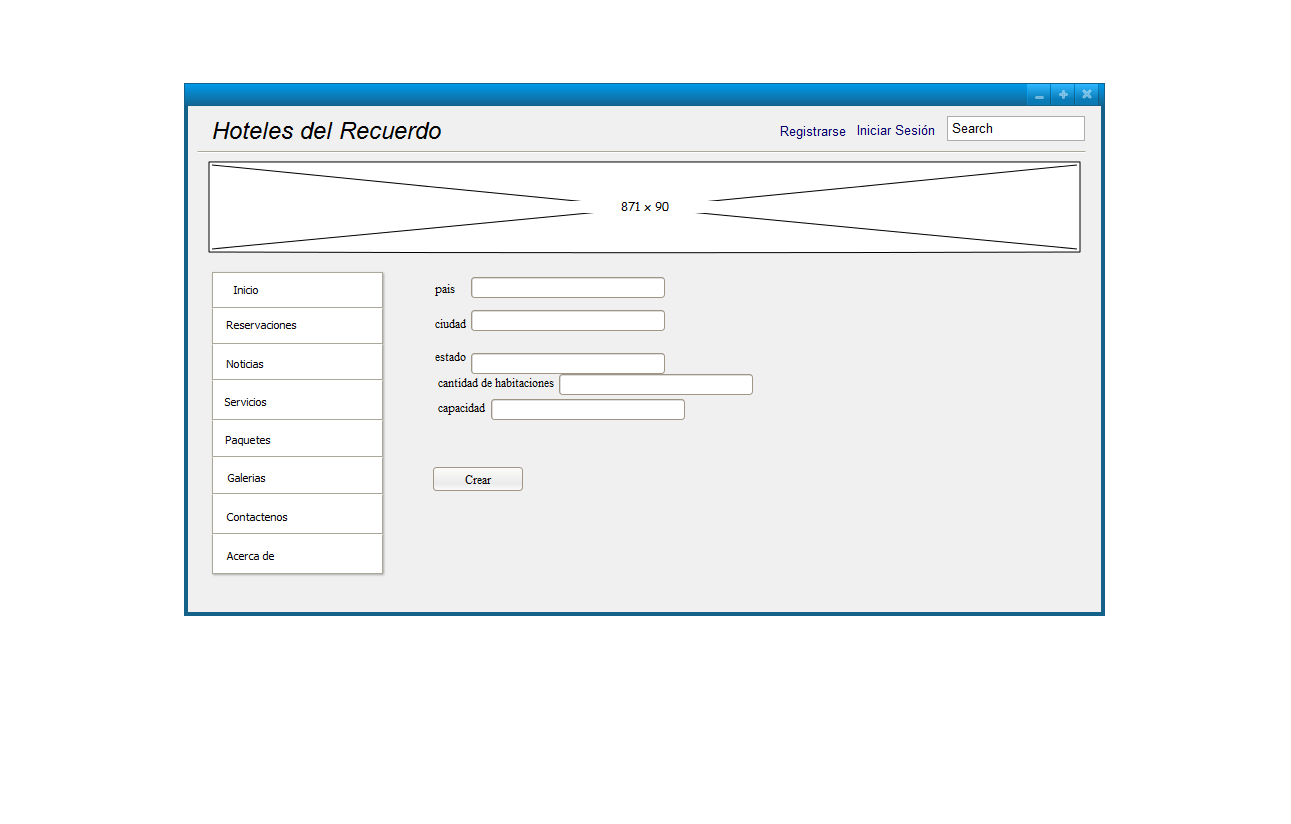 Hoteles del Recuerdo
Registrarse Iniciar Sesión Search
871 x 90
Inicio
Reservaciones
Noticias
Servicios
Paquetes
Galerias
Contactenos
Acerca de
pais
ciudad
estado
cantidad de habitaciones
capacidad
Crear